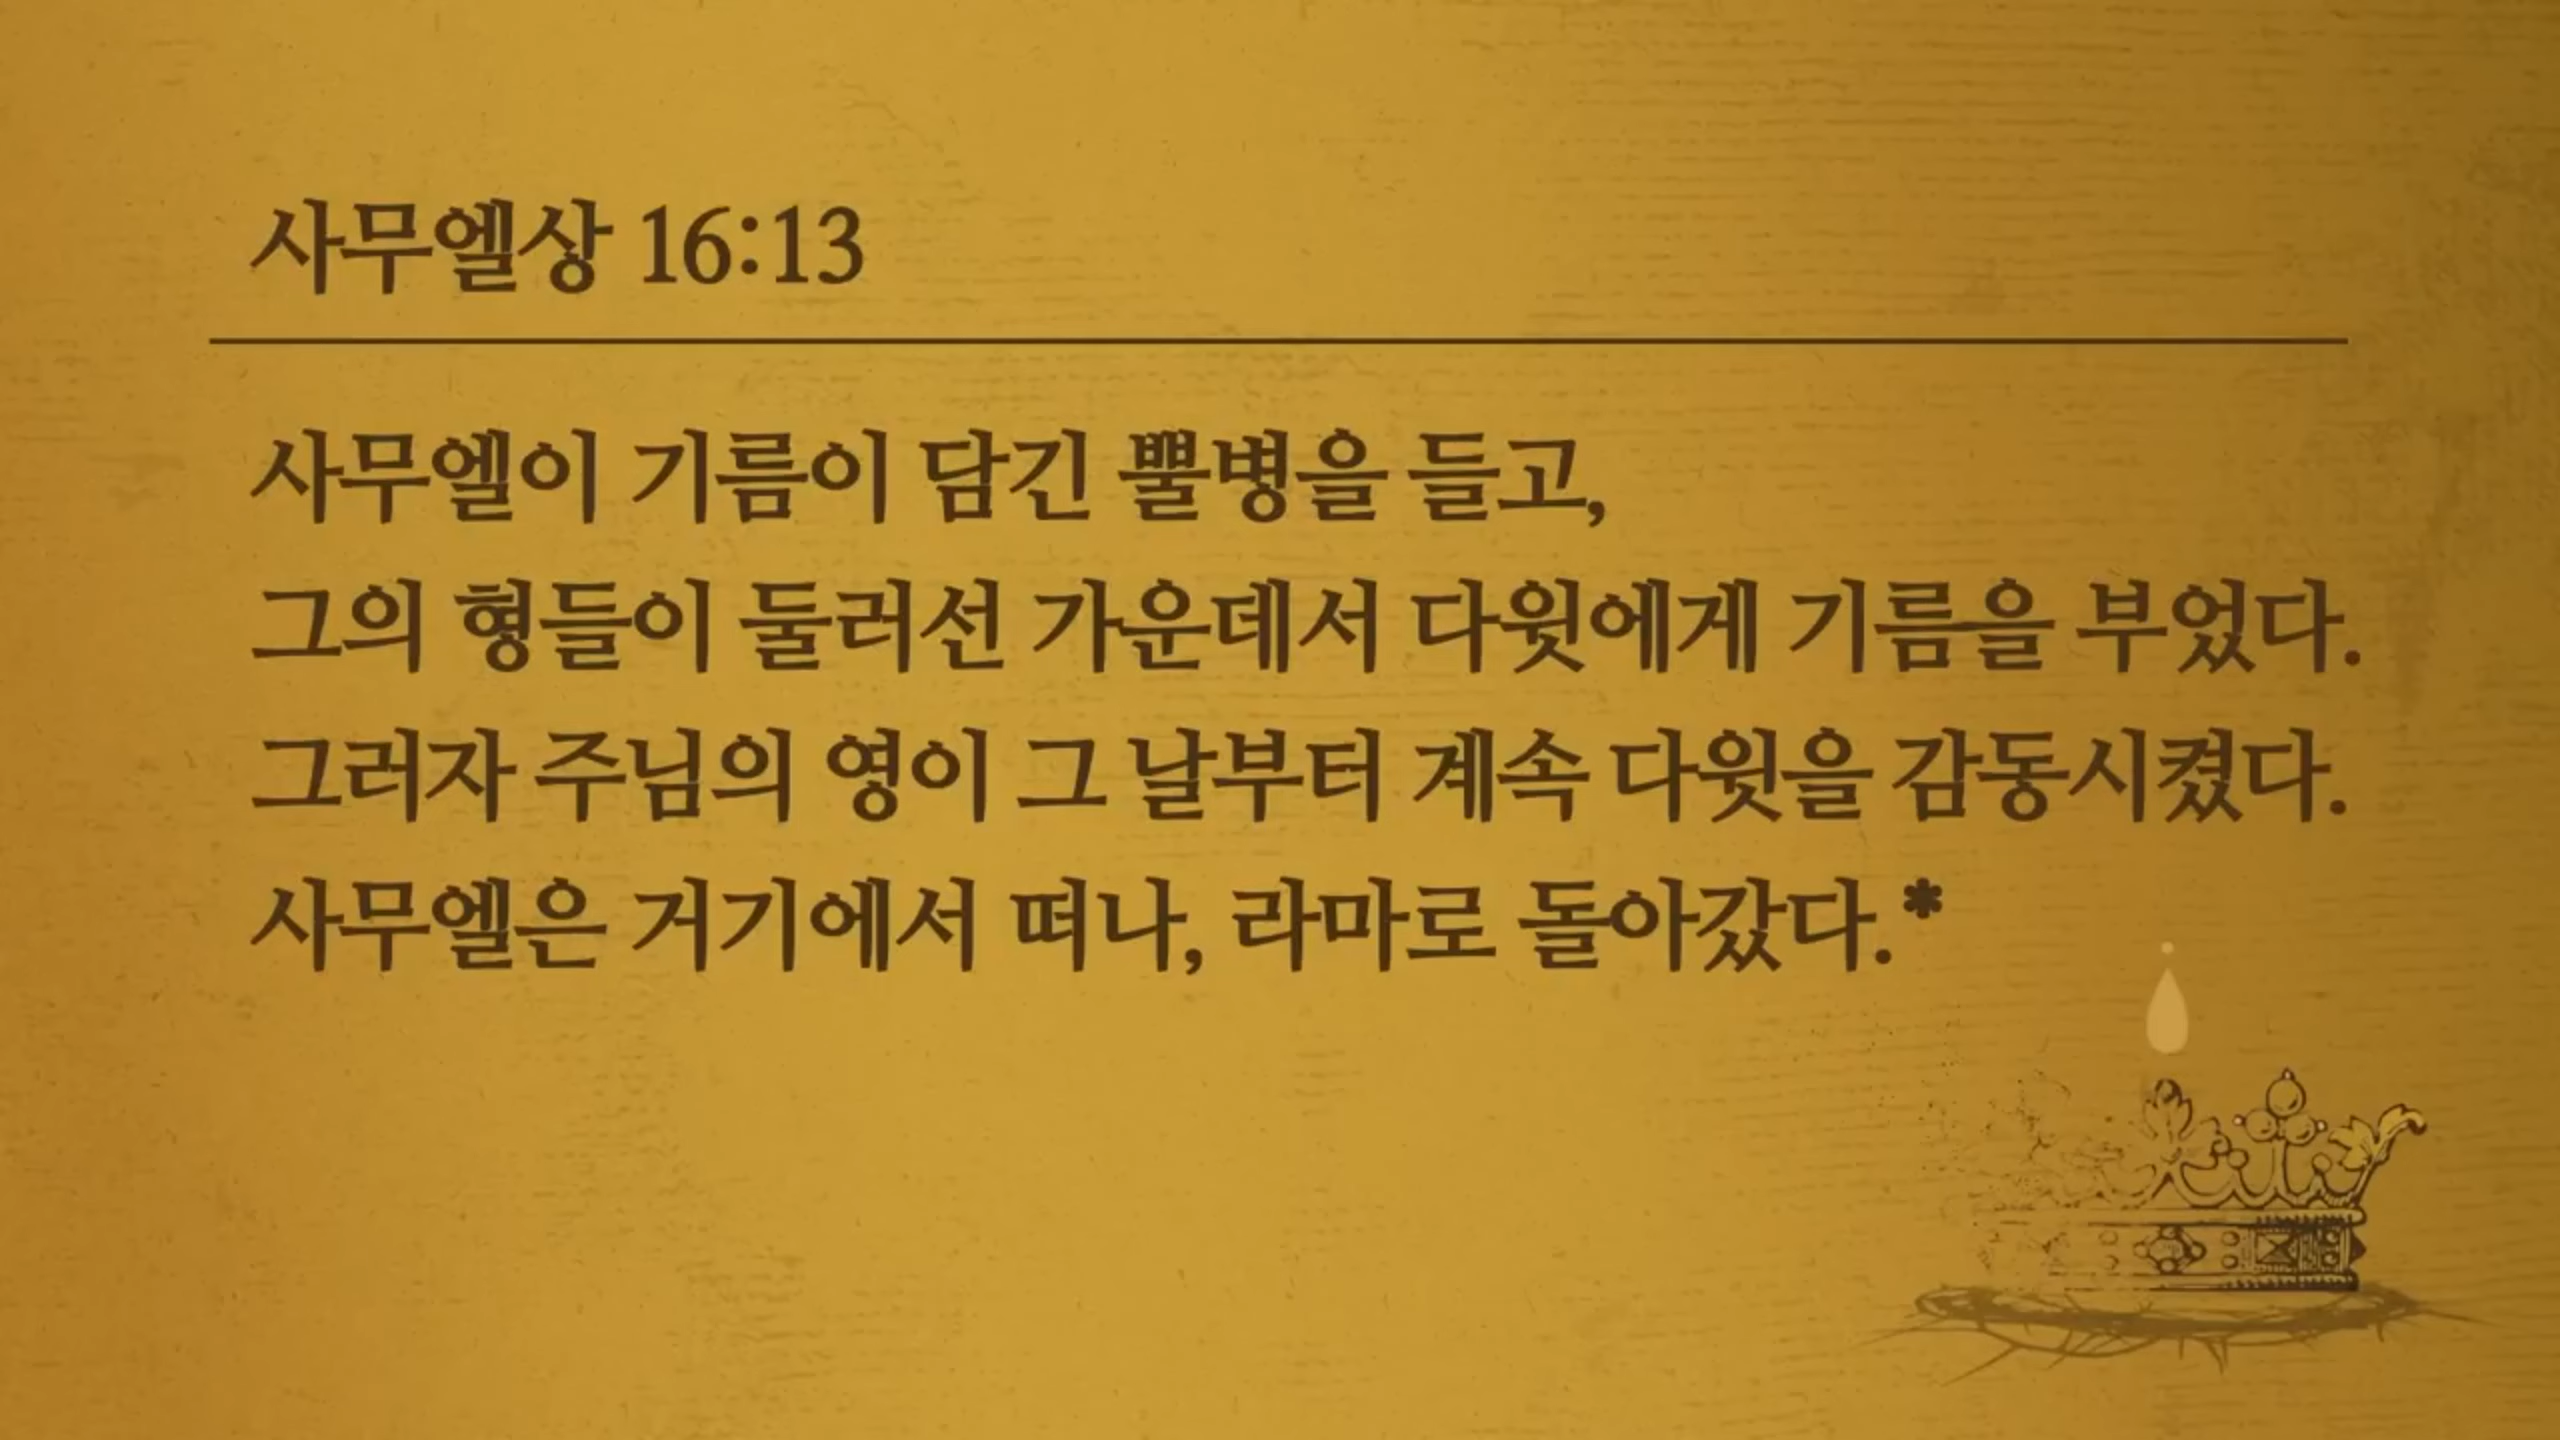 사무엘상 16:13
사무엘이 기름이 담긴 뿔병을 들고,
그의 형들이 둘러선 가운데서 다윗에게 기름을 부었다.
그러자 주님의 영이 그 날부터 계속 다윗을 감동시켰다.
사무엘은 거기에서 떠나, 라마로 돌아갔다.*